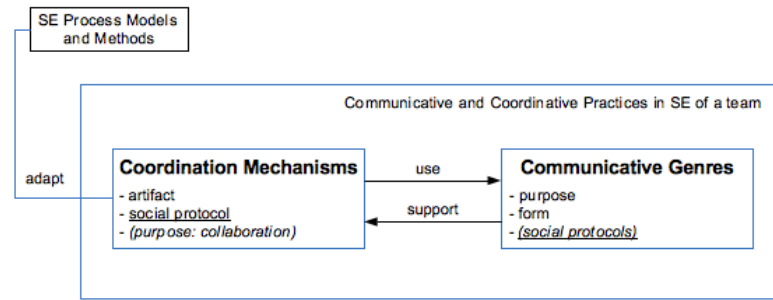 SE Process Models
and Methods
Communicative and Coordinative Practices in SE of a team
adapt
Coordination Mechanisms
- artifact
- social protocol
- (purpose: collaboration)
use
support
Communicative Genres
- purpose
- form
- (social protocols)